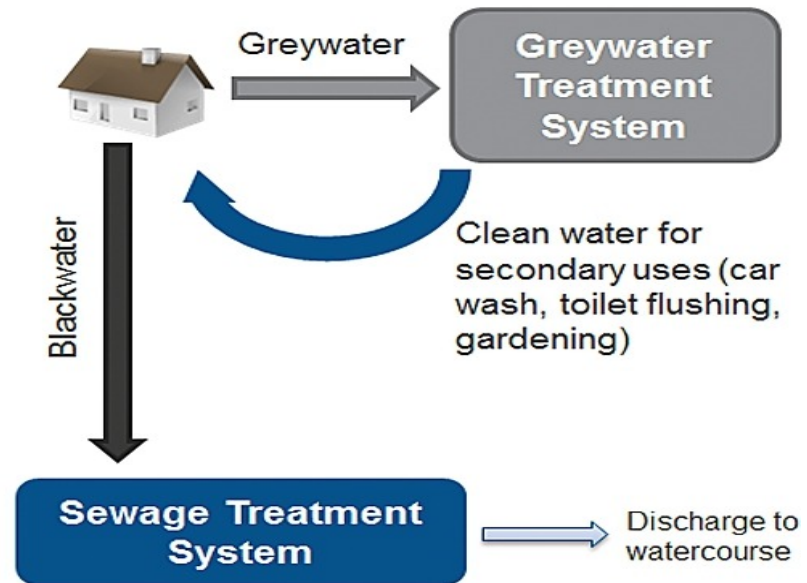 Greywater
Greywater
Treatment
System
Clean water for
secondary uses (car
wash, toilet flushing,
gardening)
Blackwater
Sewage Treatment
System
Discharge to
watercourse